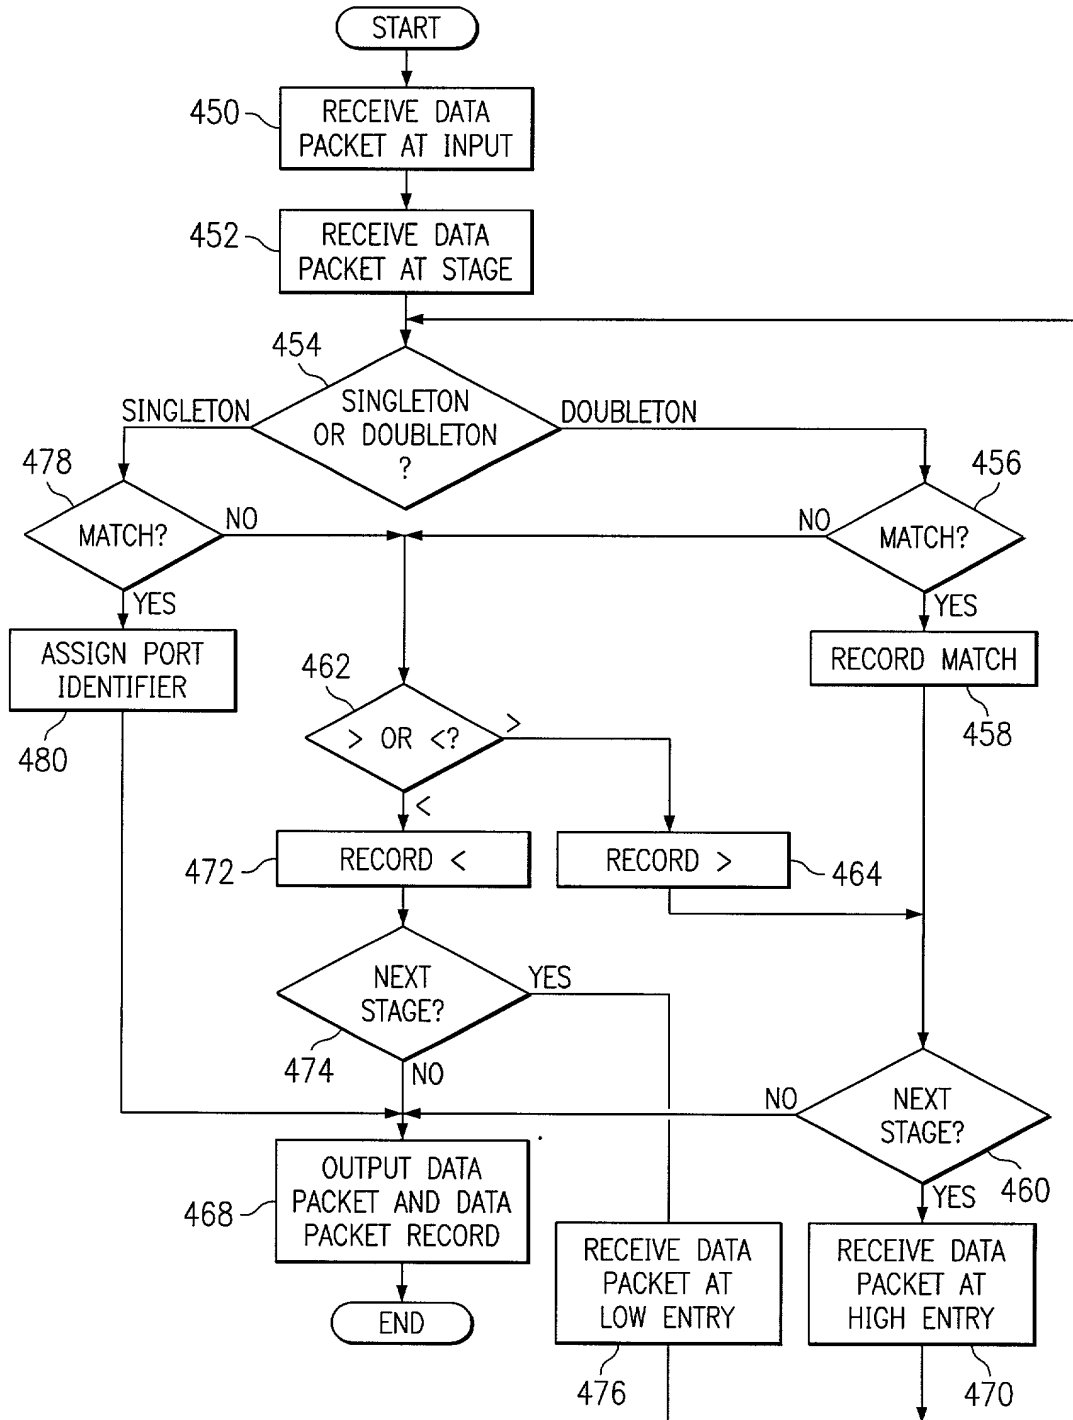 START
450
RECEIVE DATA
PACKET AT INPUT
452
RECEIVE DATA
PACKET AT STAGE
454
SINGLETON
SINGLETON
OR DOUBLETON
?
DOUBLETON
478
MATCH?
NO
YES
456
NO
MATCH?
YES
ASSIGN PORT
IDENTIFIER
480
462
> OR <?
>
<
RECORD MATCH
458
472
RECORD <
RECORD >
464
NEXT
STAGE?
YES
474
NO
NO
NEXT
STAGE?
460
YES
468
OUTPUT DATA
PACKET AND DATA
PACKET RECORD
RECEIVE DATA
PACKET AT
LOW ENTRY
476
RECEIVE DATA
PACKET AT
HIGH ENTRY
470
END